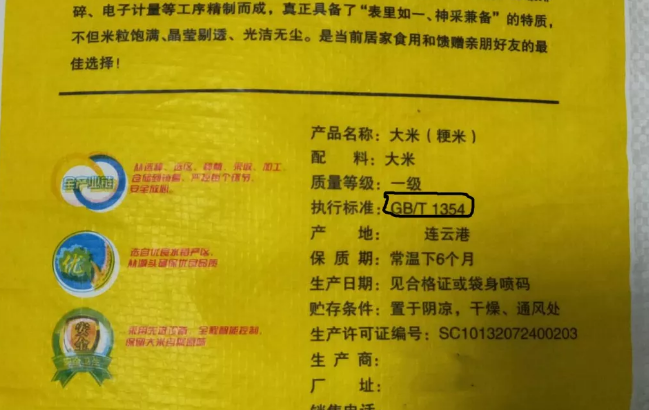 碎、电子计量等工序精制而成，真正具备了“表里如一、神采兼备”的特质，
不但米粒饱满、晶莹剔透、光洁无尘。是当前居家食用和馈赠亲朋好友的最
佳选择！
产品名称：大米（粳米）
配 料：大米
质量等级：一级
执行标准：GB/T 1354
产 地： 连云港
保 质 期：常温下6个月
生产日期：见合格证或袋身喷码
贮存条件：置于阴凉，干燥、通风处
生产许可证编号：SC10132072400203
生 产 商：
厂 址：
全产业链
优